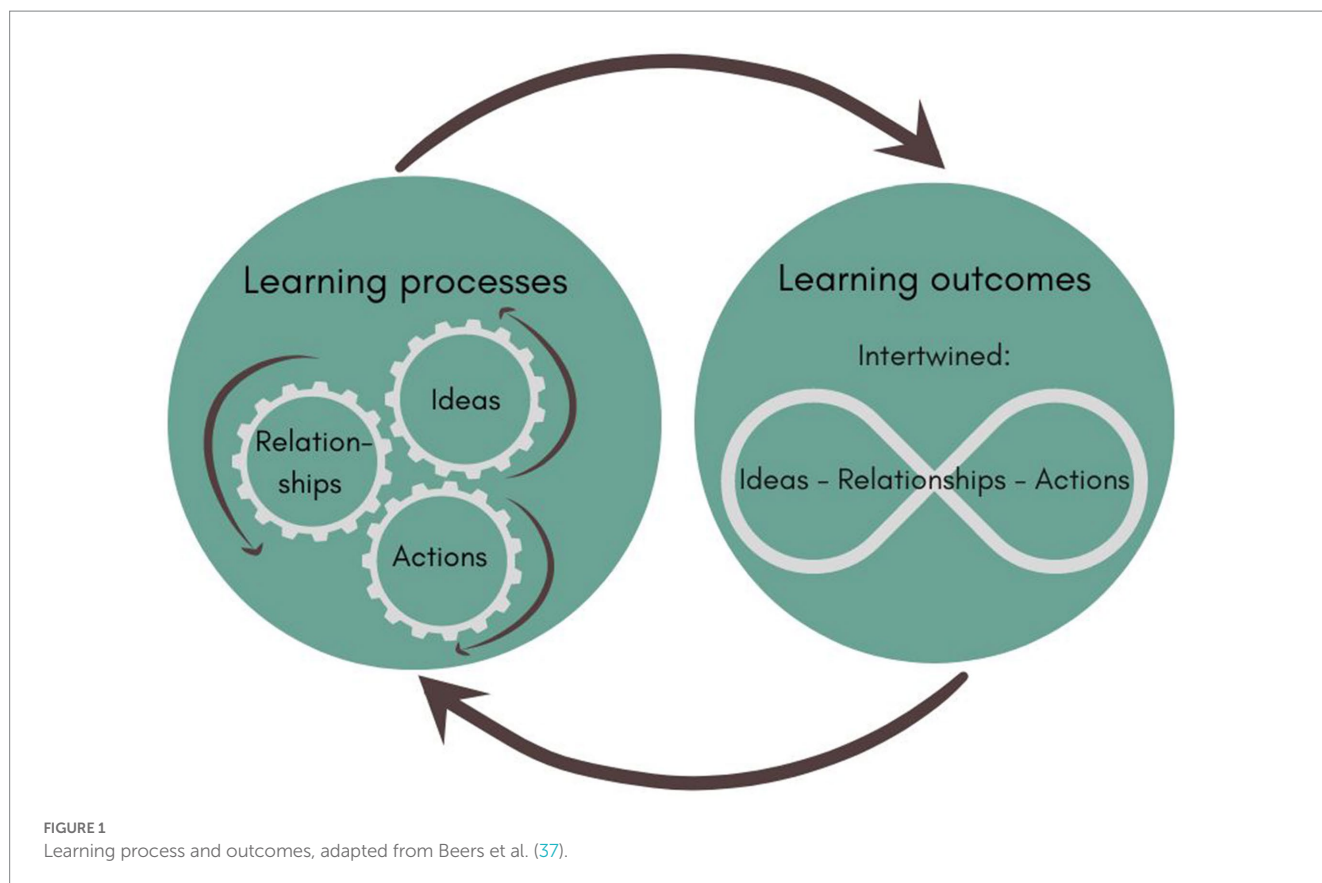 Learning processes
Ideas
Relation-
ships
Actions
Learning outcomes
Intertwined:
Ideas - Relationships - Actions
FIGURE 1
Learning process and outcomes, adapted from Beers et al. (37).